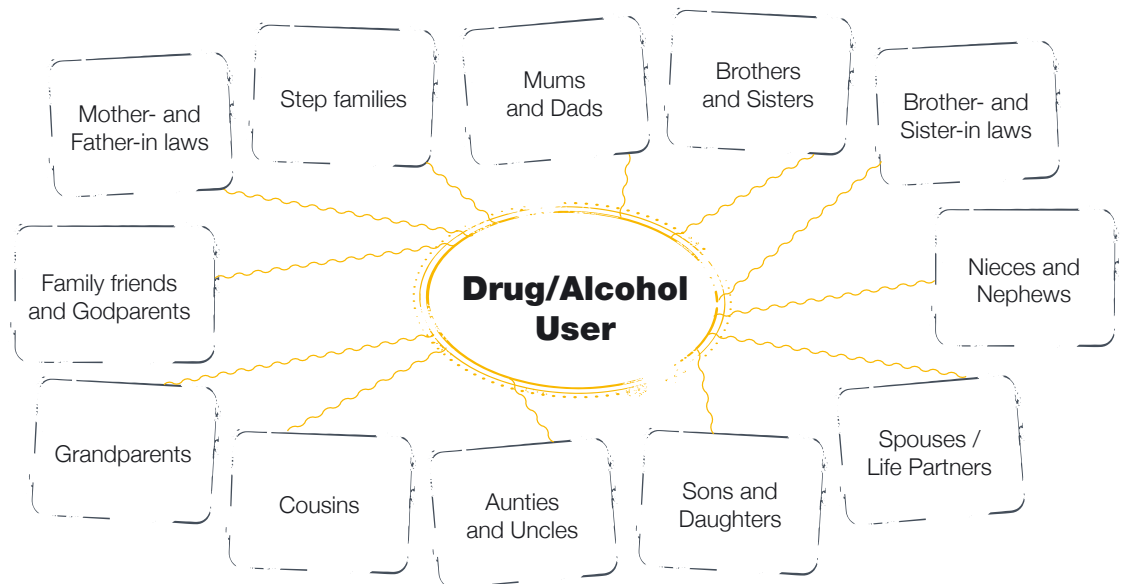 Mother- and
Father-in laws
Step families
Mums
and Dads
Brothers
and Sisters
Brother- and
Sister-in laws
Family friends
and Godparents
Drug/Alcohol
User
Nieces and
Nephews
Grandparents
Cousins
Aunties
and Uncles
Sons and
Daughters
Spouses /
Life Partners